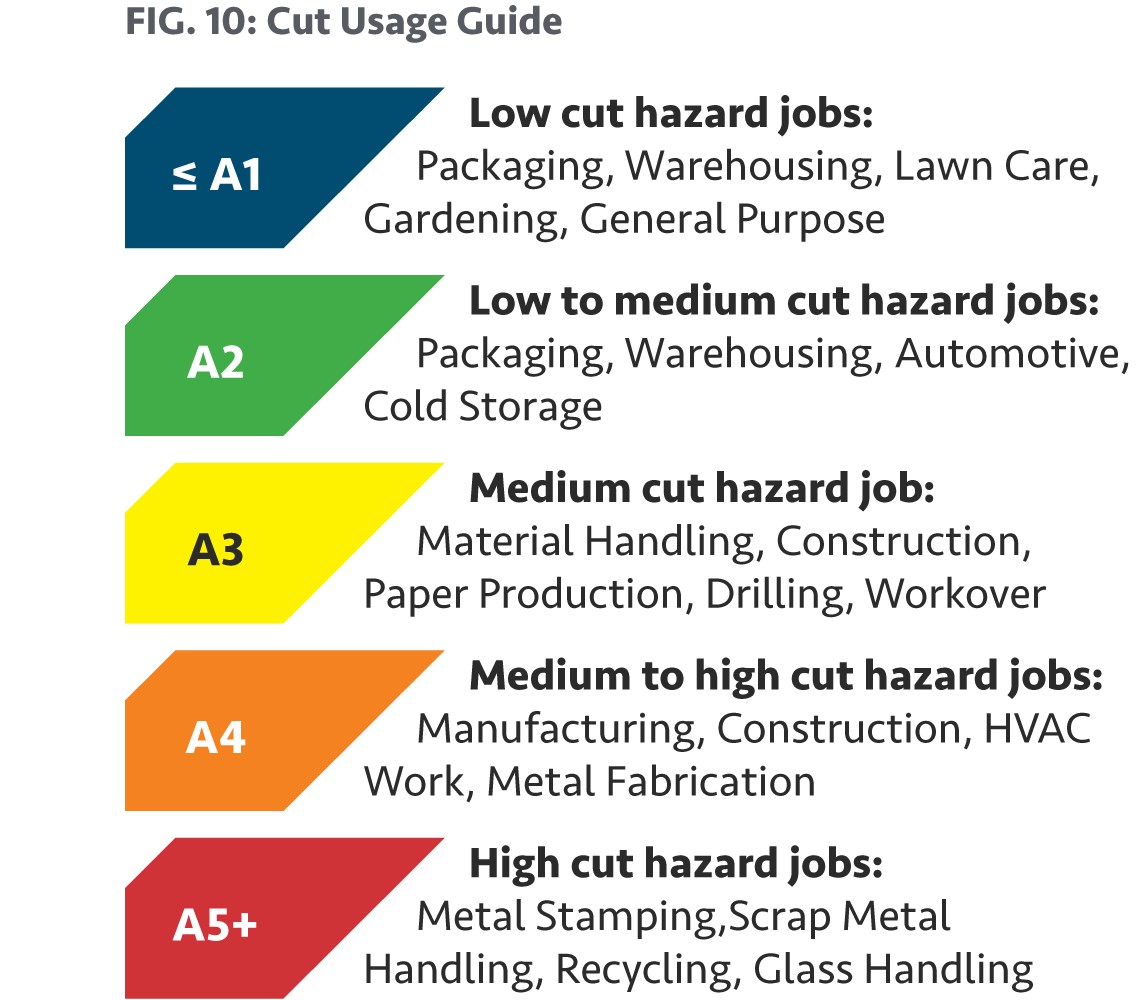 FIG. 10: Cut Usage Guide
≤ A1
Low cut hazard jobs:
Packaging, Warehousing, Lawn Care,
Gardening, General Purpose
A2
Low to medium cut hazard jobs:
Packaging, Warehousing, Automotive,
Cold Storage
A3
Medium cut hazard job:
Material Handling, Construction,
Paper Production, Drilling, Workover
A4
Medium to high cut hazard jobs:
Manufacturing, Construction, HVAC
Work, Metal Fabrication
A5+
High cut hazard jobs:
Metal Stamping,Scrap Metal
Handling, Recycling, Glass Handling